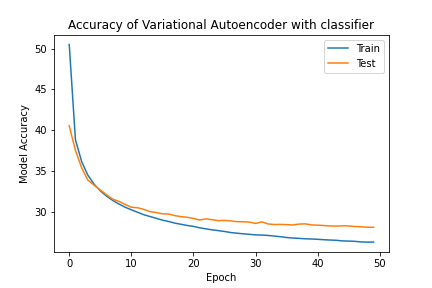 Accuracy of Variational Autoencoder with classifier
Train
Test
Model Accuracy
50
45
40
35
30
0 10 20 30 40 50
Epoch